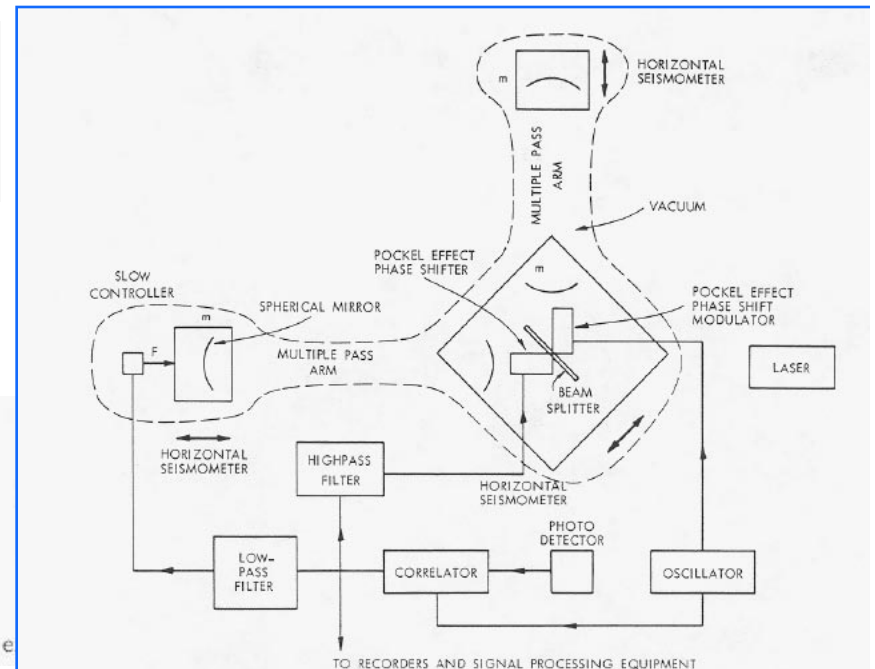 m
HORIZONTAL
SEISMOMETER
MULTIPLE PASS
ARM
VACUUM
POCKEL EFFECT
PHASE SHIFTER
m
SLOW
CONTROLLER
m
SPHERICAL MIRROR
POCKEL EFFECT
PHASE SHIFT
MODULATOR
F
MULTIPLE PASS
ARM
LASER
BEAM
SPLITTER
HORIZONTAL
SEISMOMETER
HIGHPASS
FILTER
HORIZONTAL
SEISMOMETER
PHOTO
DETECTOR
LOW-
PASS
FILTER
CORRELATOR
OSCILLATOR
e
TO RECORDERS AND SIGNAL PROCESSING EQUIPMENT